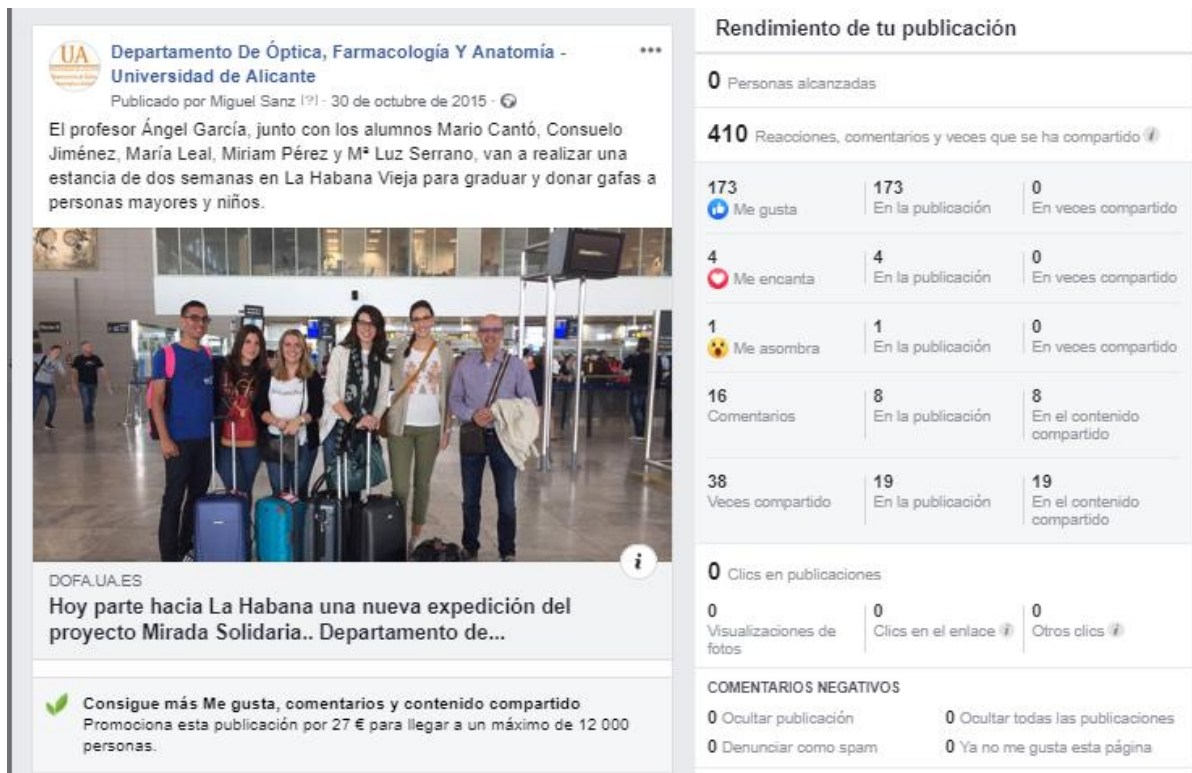 UA
Departamento De Óptica, Farmacología Y Anatomía -
Universidad de Alicante
Publicado por Miguel Sanz [?] · 30 de octubre de 2015 ·
El profesor Ángel García, junto con los alumnos Mario Cantó, Consuelo
Jiménez, María Leal, Miriam Pérez y Mª Luz Serrano, van a realizar una
estancia de dos semanas en La Habana Vieja para graduar y donar gafas a
personas mayores y niños.
DOFA.UA.ES
Hoy parte hacia La Habana una nueva expedición del
proyecto Mirada Solidaria.. Departamento de...
Consigue más Me gusta, comentarios y contenido compartido
Promociona esta publicación por 27 € para llegar a un máximo de 12 000
personas.
Rendimiento de tu publicación
0 Personas alcanzadas
410 Reacciones, comentarios y veces que se ha compartido
173 173 0
Me gusta En la publicación En veces compartido
4 4 0
Me encanta En la publicación En veces compartido
1 1 0
Me asombra En la publicación En veces compartido
16 8 8
Comentarios En la publicación En el contenido
compartido
38 19 19
Veces compartido En la publicación En el contenido
compartido
0 Clics en publicaciones
0 0 0
Visualizaciones de Clics en el enlace Otros clics
fotos
COMENTARIOS NEGATIVOS
0 Ocultar publicación 0 Ocultar todas las publicaciones
0 Denunciar como spam 0 Ya no me gusta esta página